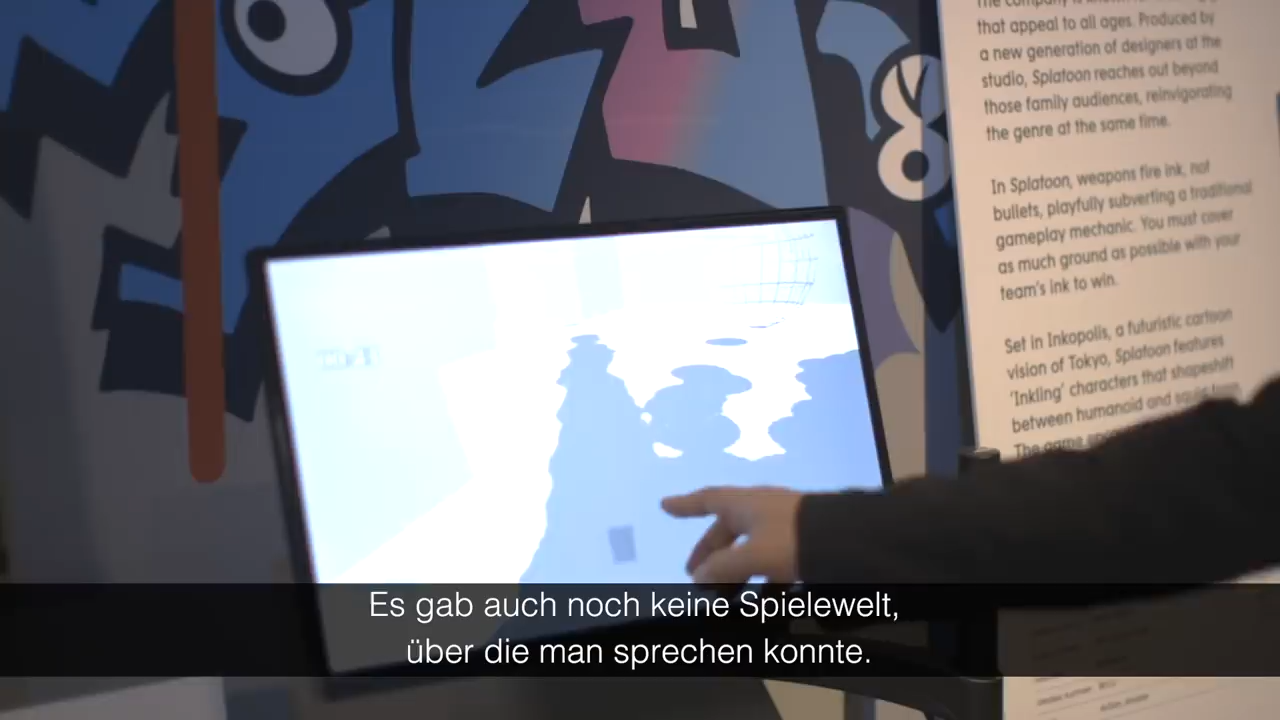 that appeal to all ages. Produced by
a new generation of designers at the
studio, Splatoon reaches out beyond
those family audiences, reinvigorating
the genre at the same time.
In Splatoon, weapons fire ink, not
bullets, playfully subverting a traditional
gameplay mechanic. You must cover
as much ground as possible with your
team's ink to win.
Set in Inkopolis, a futuristic cartoon
vision of Tokyo, Splatoon features
'Inkling' characters that shapeshift
between humanoid and squid
The game
Es gab auch noch keine Spielewelt,
über die man sprechen konnte.